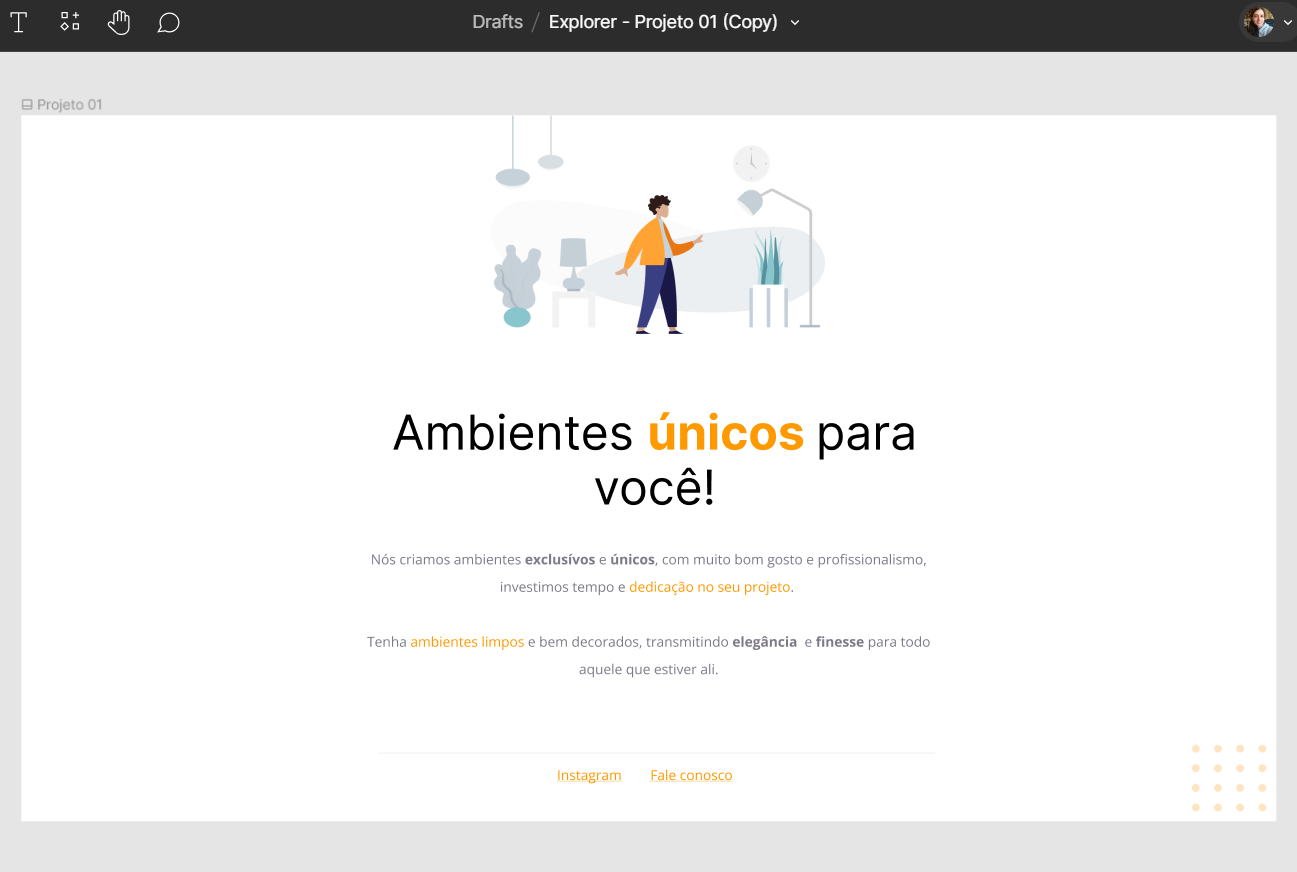 Drafts / Explorer - Projeto 01 (Copy)
Projeto 01
Ambientes únicos para
você!
Nós criamos ambientes exclusívos e únicos, com muito bom gosto e profissionalismo,
investimos tempo e dedicação no seu projeto.
Tenha ambientes limpos e bem decorados, transmitindo elegância  e finesse para todo
aquele que estiver ali.
Instagram Fale conosco